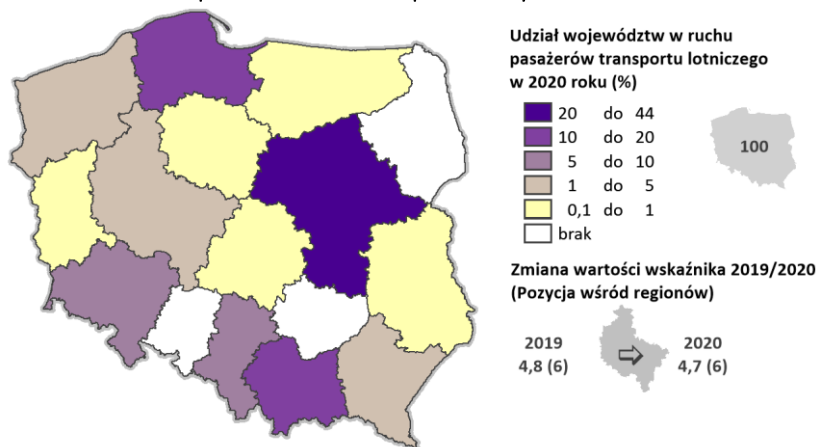 Udział województw w ruchu
pasażerów transportu lotniczego
w 2020 roku (%)
20 do 44
10 do 20
5 do 10
1 do 5
0,1 do 1
brak
100
Zmiana wartości wskaźnika 2019/2020
(Pozycja wśród regionów)
2019
4,8 (6)
2020
4,7 (6)